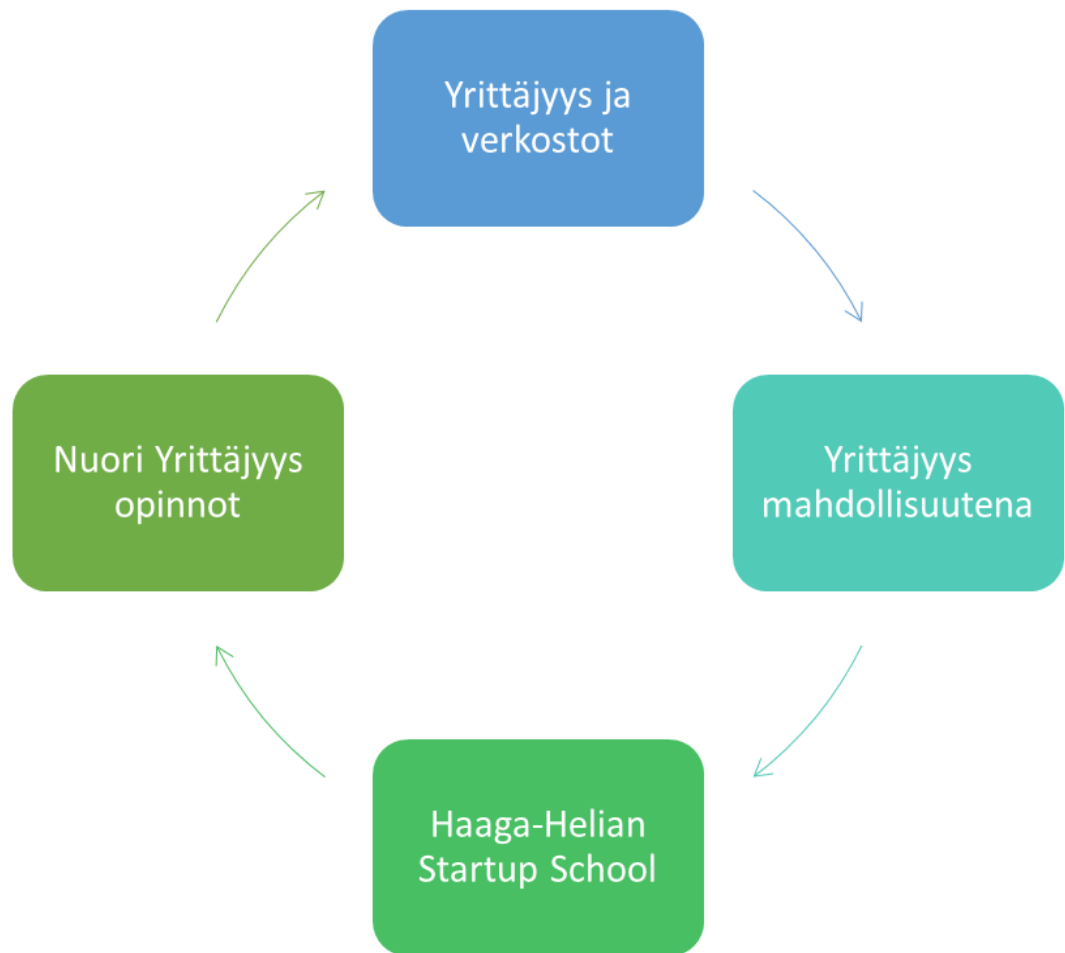 Yrittäjyys ja
verkostot
Yrittäjyys
mahdollisuutena
Haaga-Helian
Startup School
Nuori Yrittäjyys
opinnot